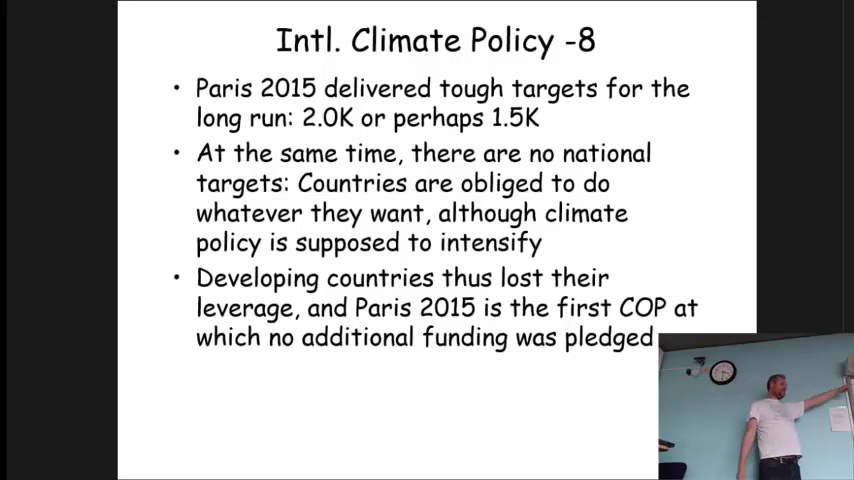 Intl. Climate Policy -8
• Paris 2015 delivered tough targets for the
long run: 2.0K or perhaps 1.5K
• At the same time, there are no national
targets: Countries are obliged to do
whatever they want, although climate
policy is supposed to intensify
• Developing countries thus lost their
leverage, and Paris 2015 is the first COP at
which no additional funding was pledged